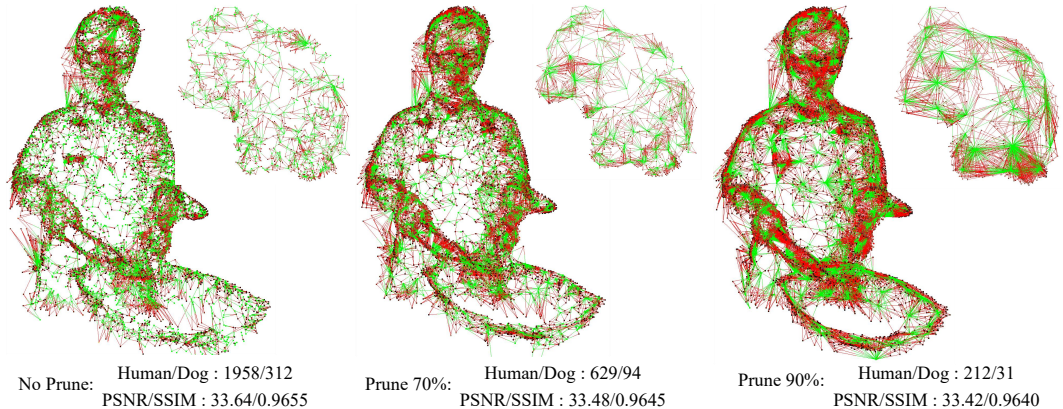 No Prune:
Human/Dog : 1958/312
PSNR/SSIM : 33.64/0.9655
Prune 70%:
Human/Dog : 629/94
PSNR/SSIM : 33.48/0.9645
Prune 90%:
Human/Dog : 212/31
PSNR/SSIM : 33.42/0.9640